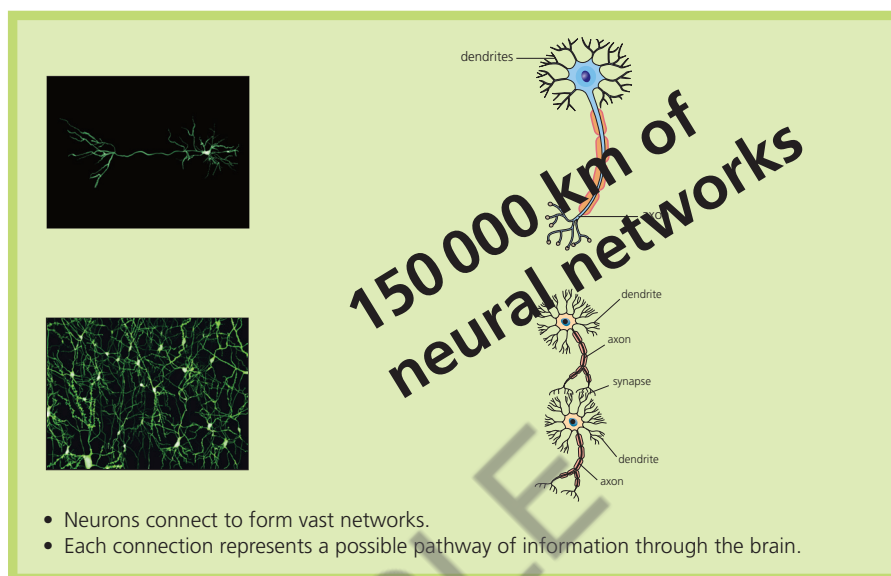 dendrites
150 000 km of
neural networks
axon
dendrite
axon
synapse
dendrite
axon
• Neurons connect to form vast networks.
• Each connection represents a possible pathway of information through the brain.